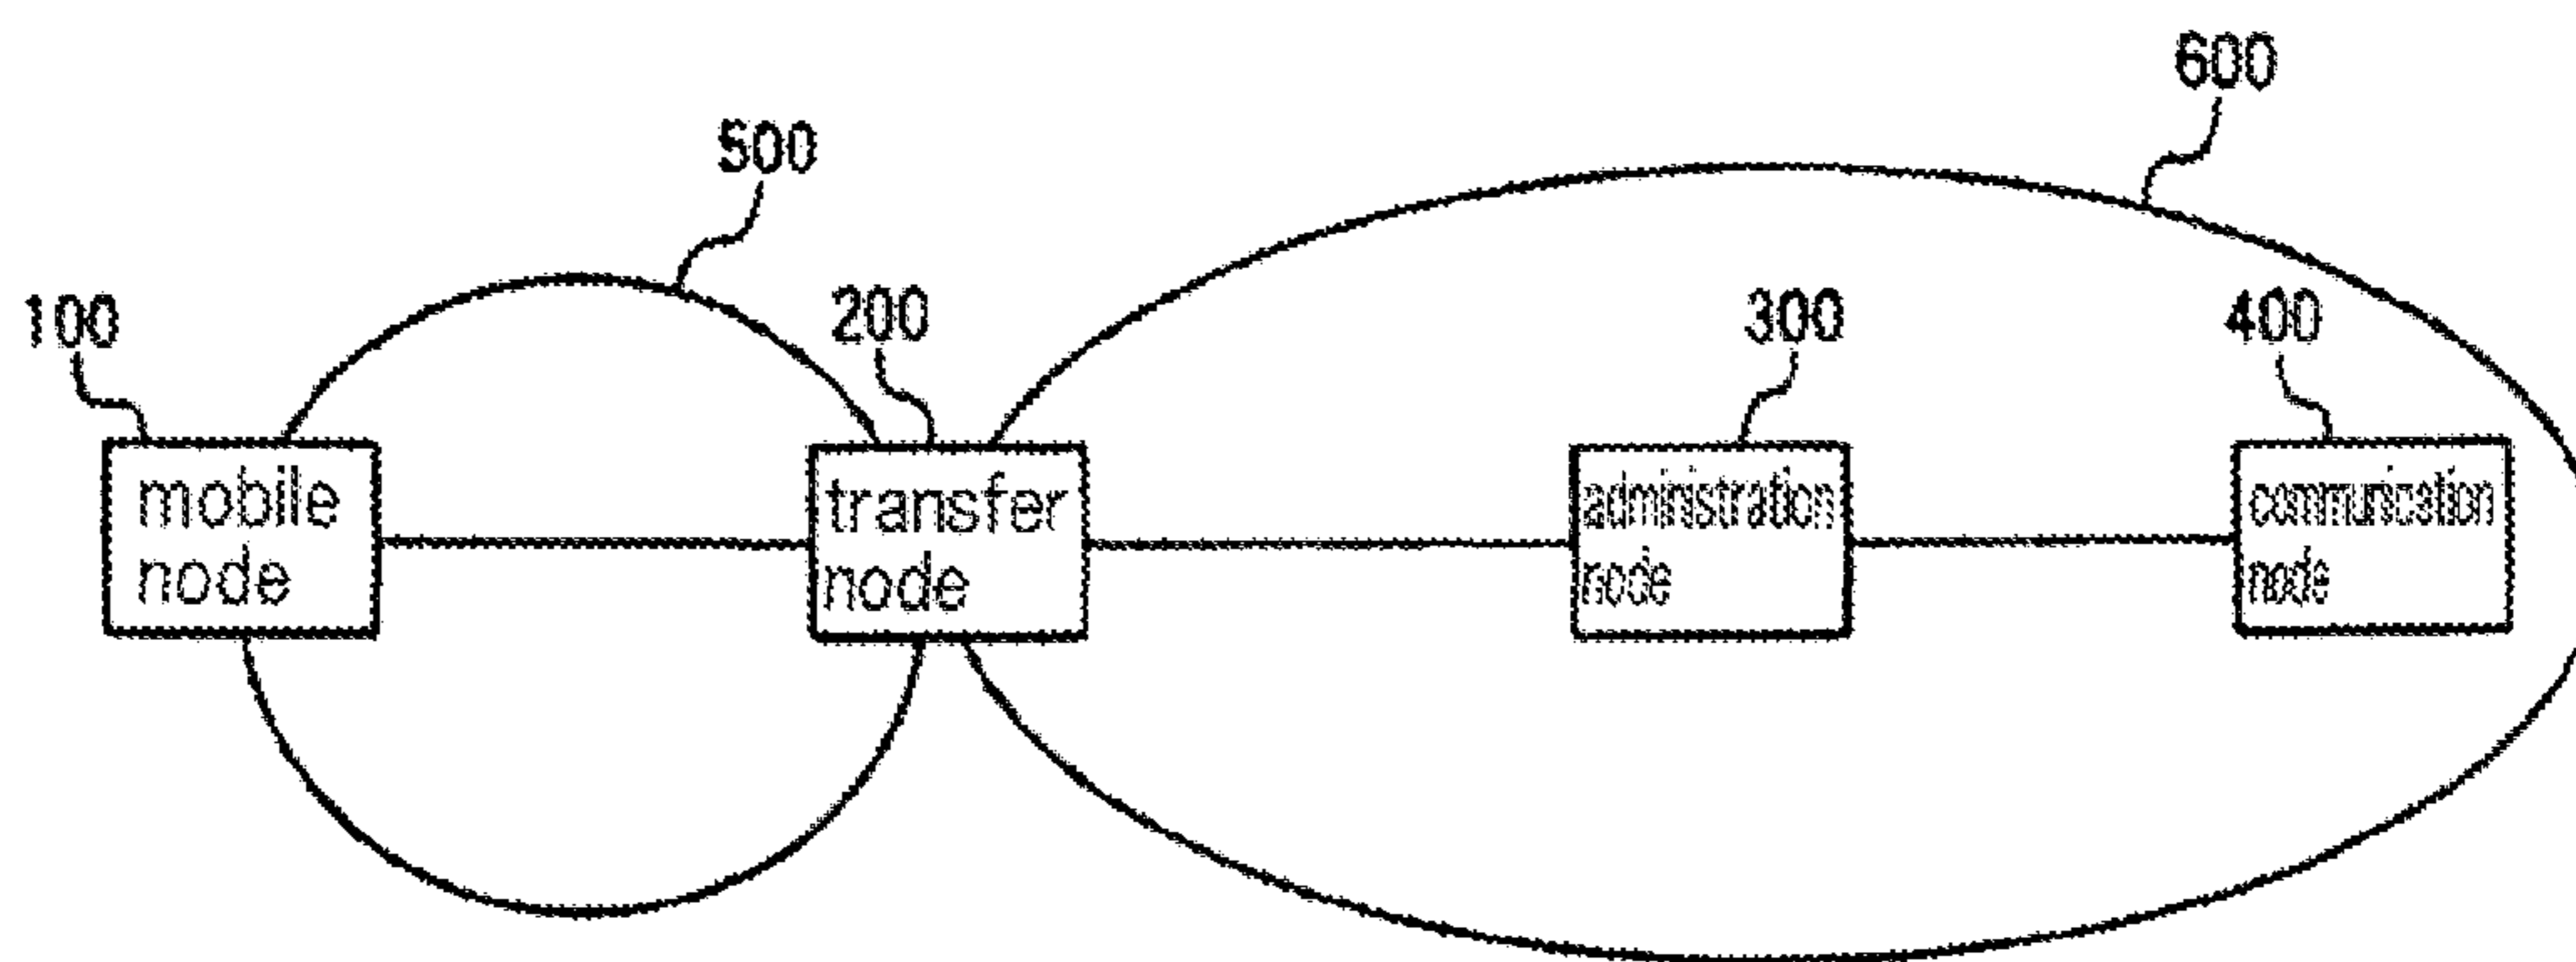 600
500
100
200
300
400
mobile
node
transfer
node
administration
node
communication
node